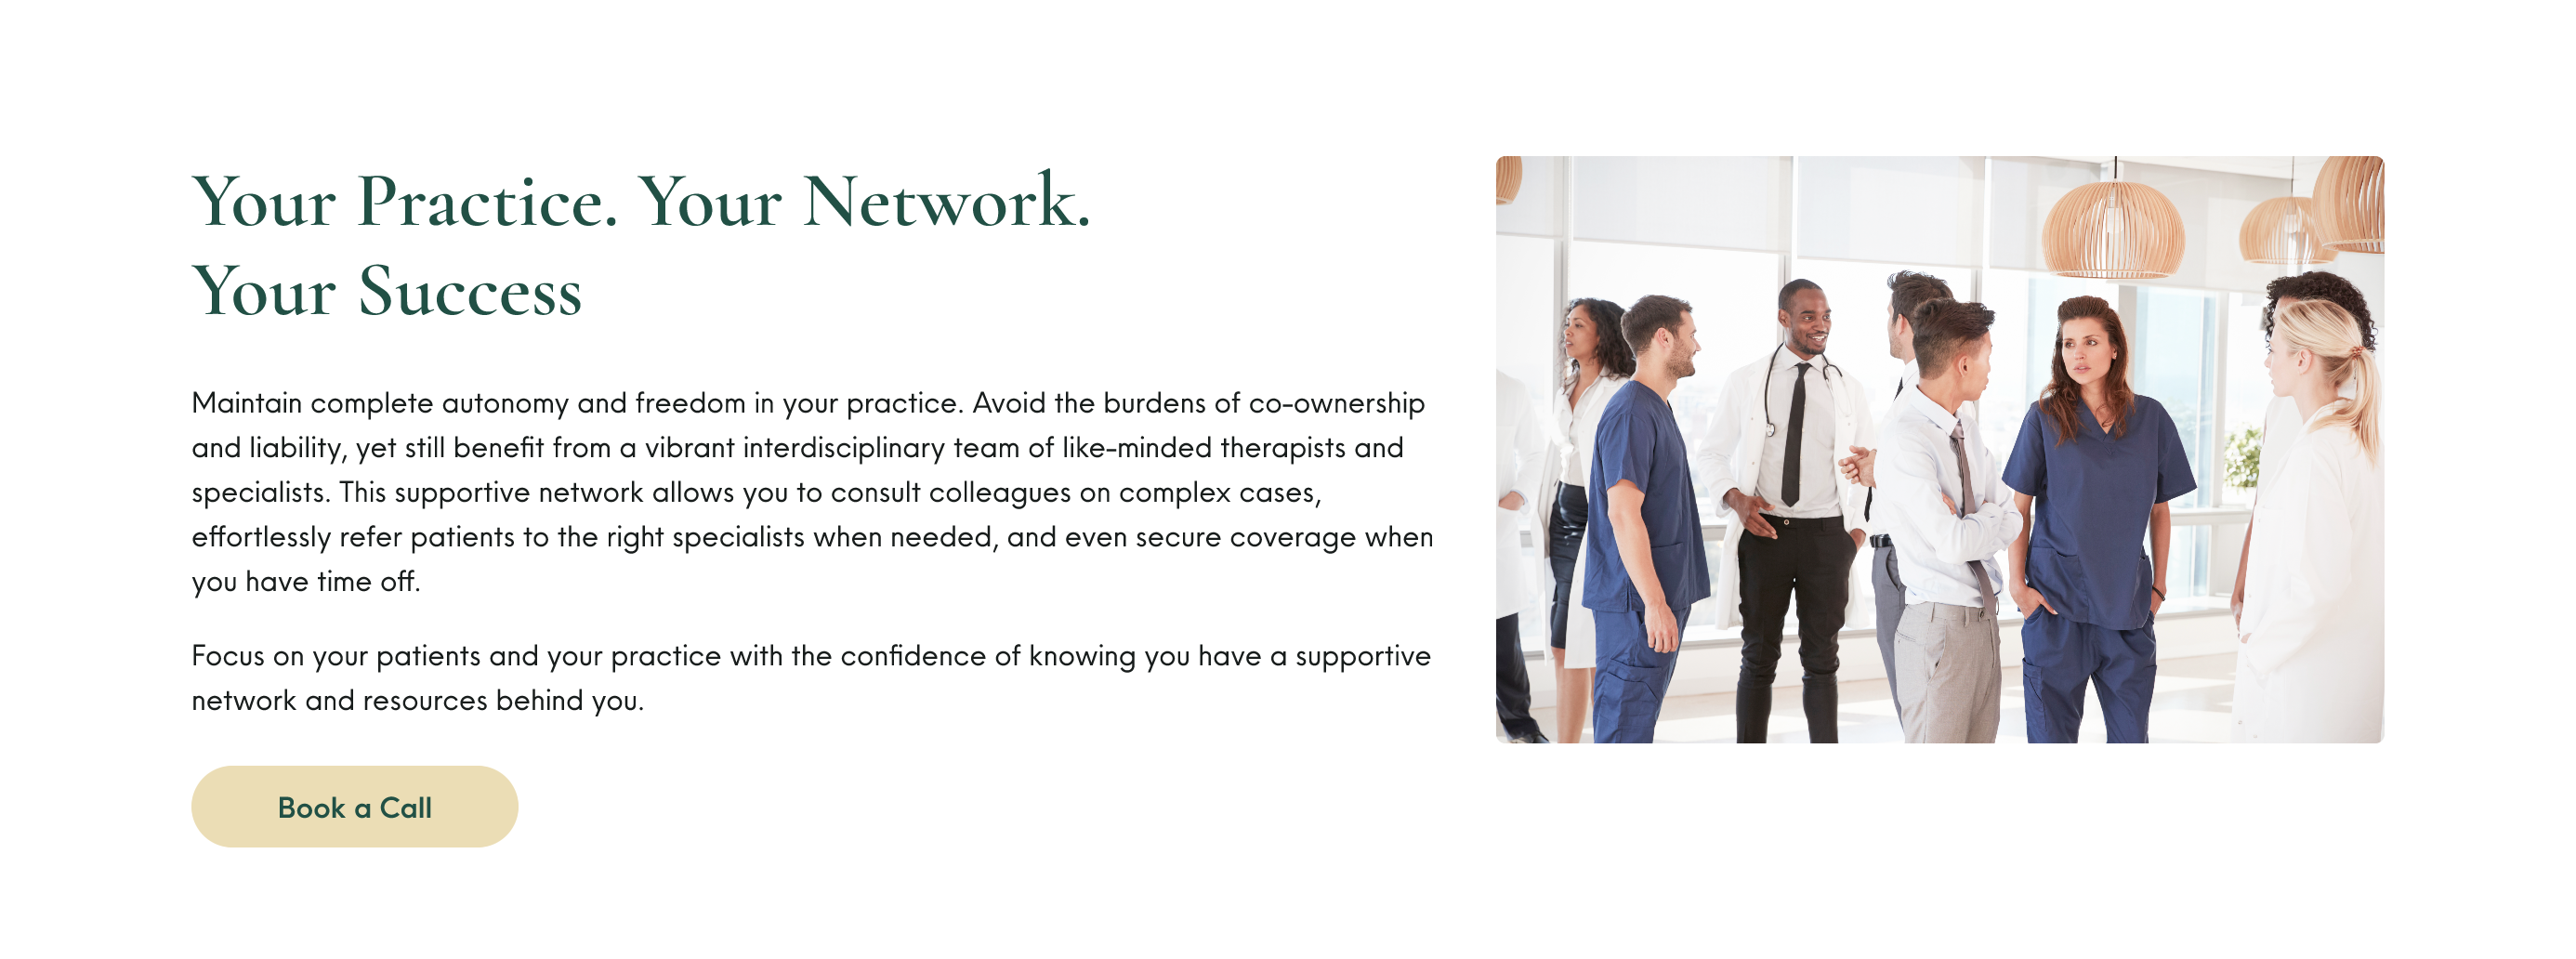 Your Practice. Your Network.
Your Success
Maintain complete autonomy and freedom in your practice. Avoid the burdens of co-ownership
and liability, yet still benefit from a vibrant interdisciplinary team of like-minded therapists and
specialists. This supportive network allows you to consult colleagues on complex cases,
effortlessly refer patients to the right specialists when needed, and even secure coverage when
you have time off.
Focus on your patients and your practice with the confidence of knowing you have a supportive
network and resources behind you.
Book a Call